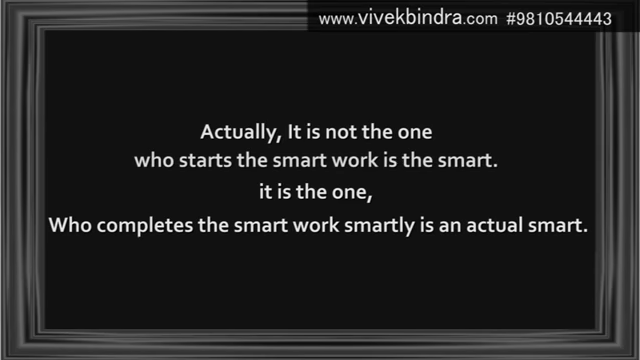 www.vivekbindra.com #9810544443
Actually, It is not the one
who starts the smart work is the smart.
it is the one,
Who completes the smart work smartly is an actual smart.